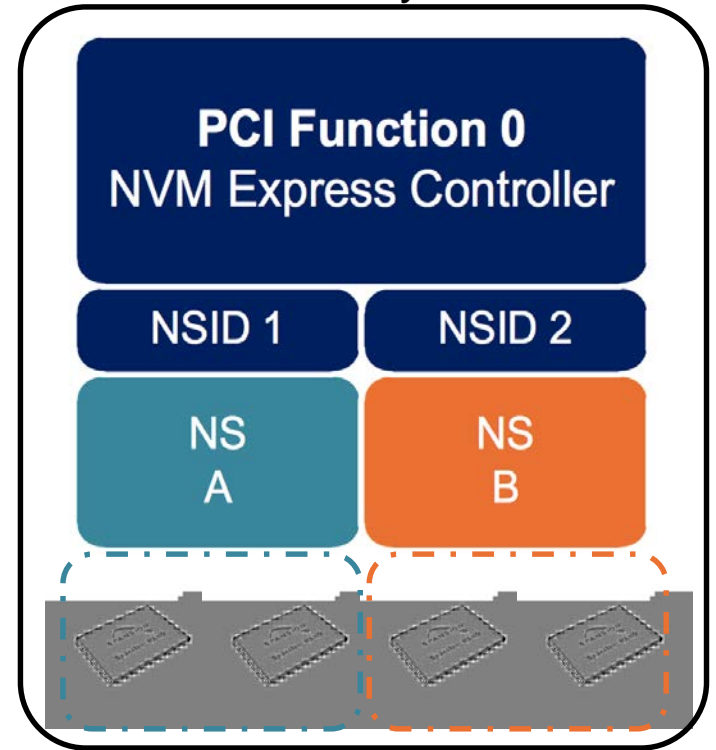 PCI Function 0
NVM Express Controller
NSID 1
NSID 2
NS
A
NS
B